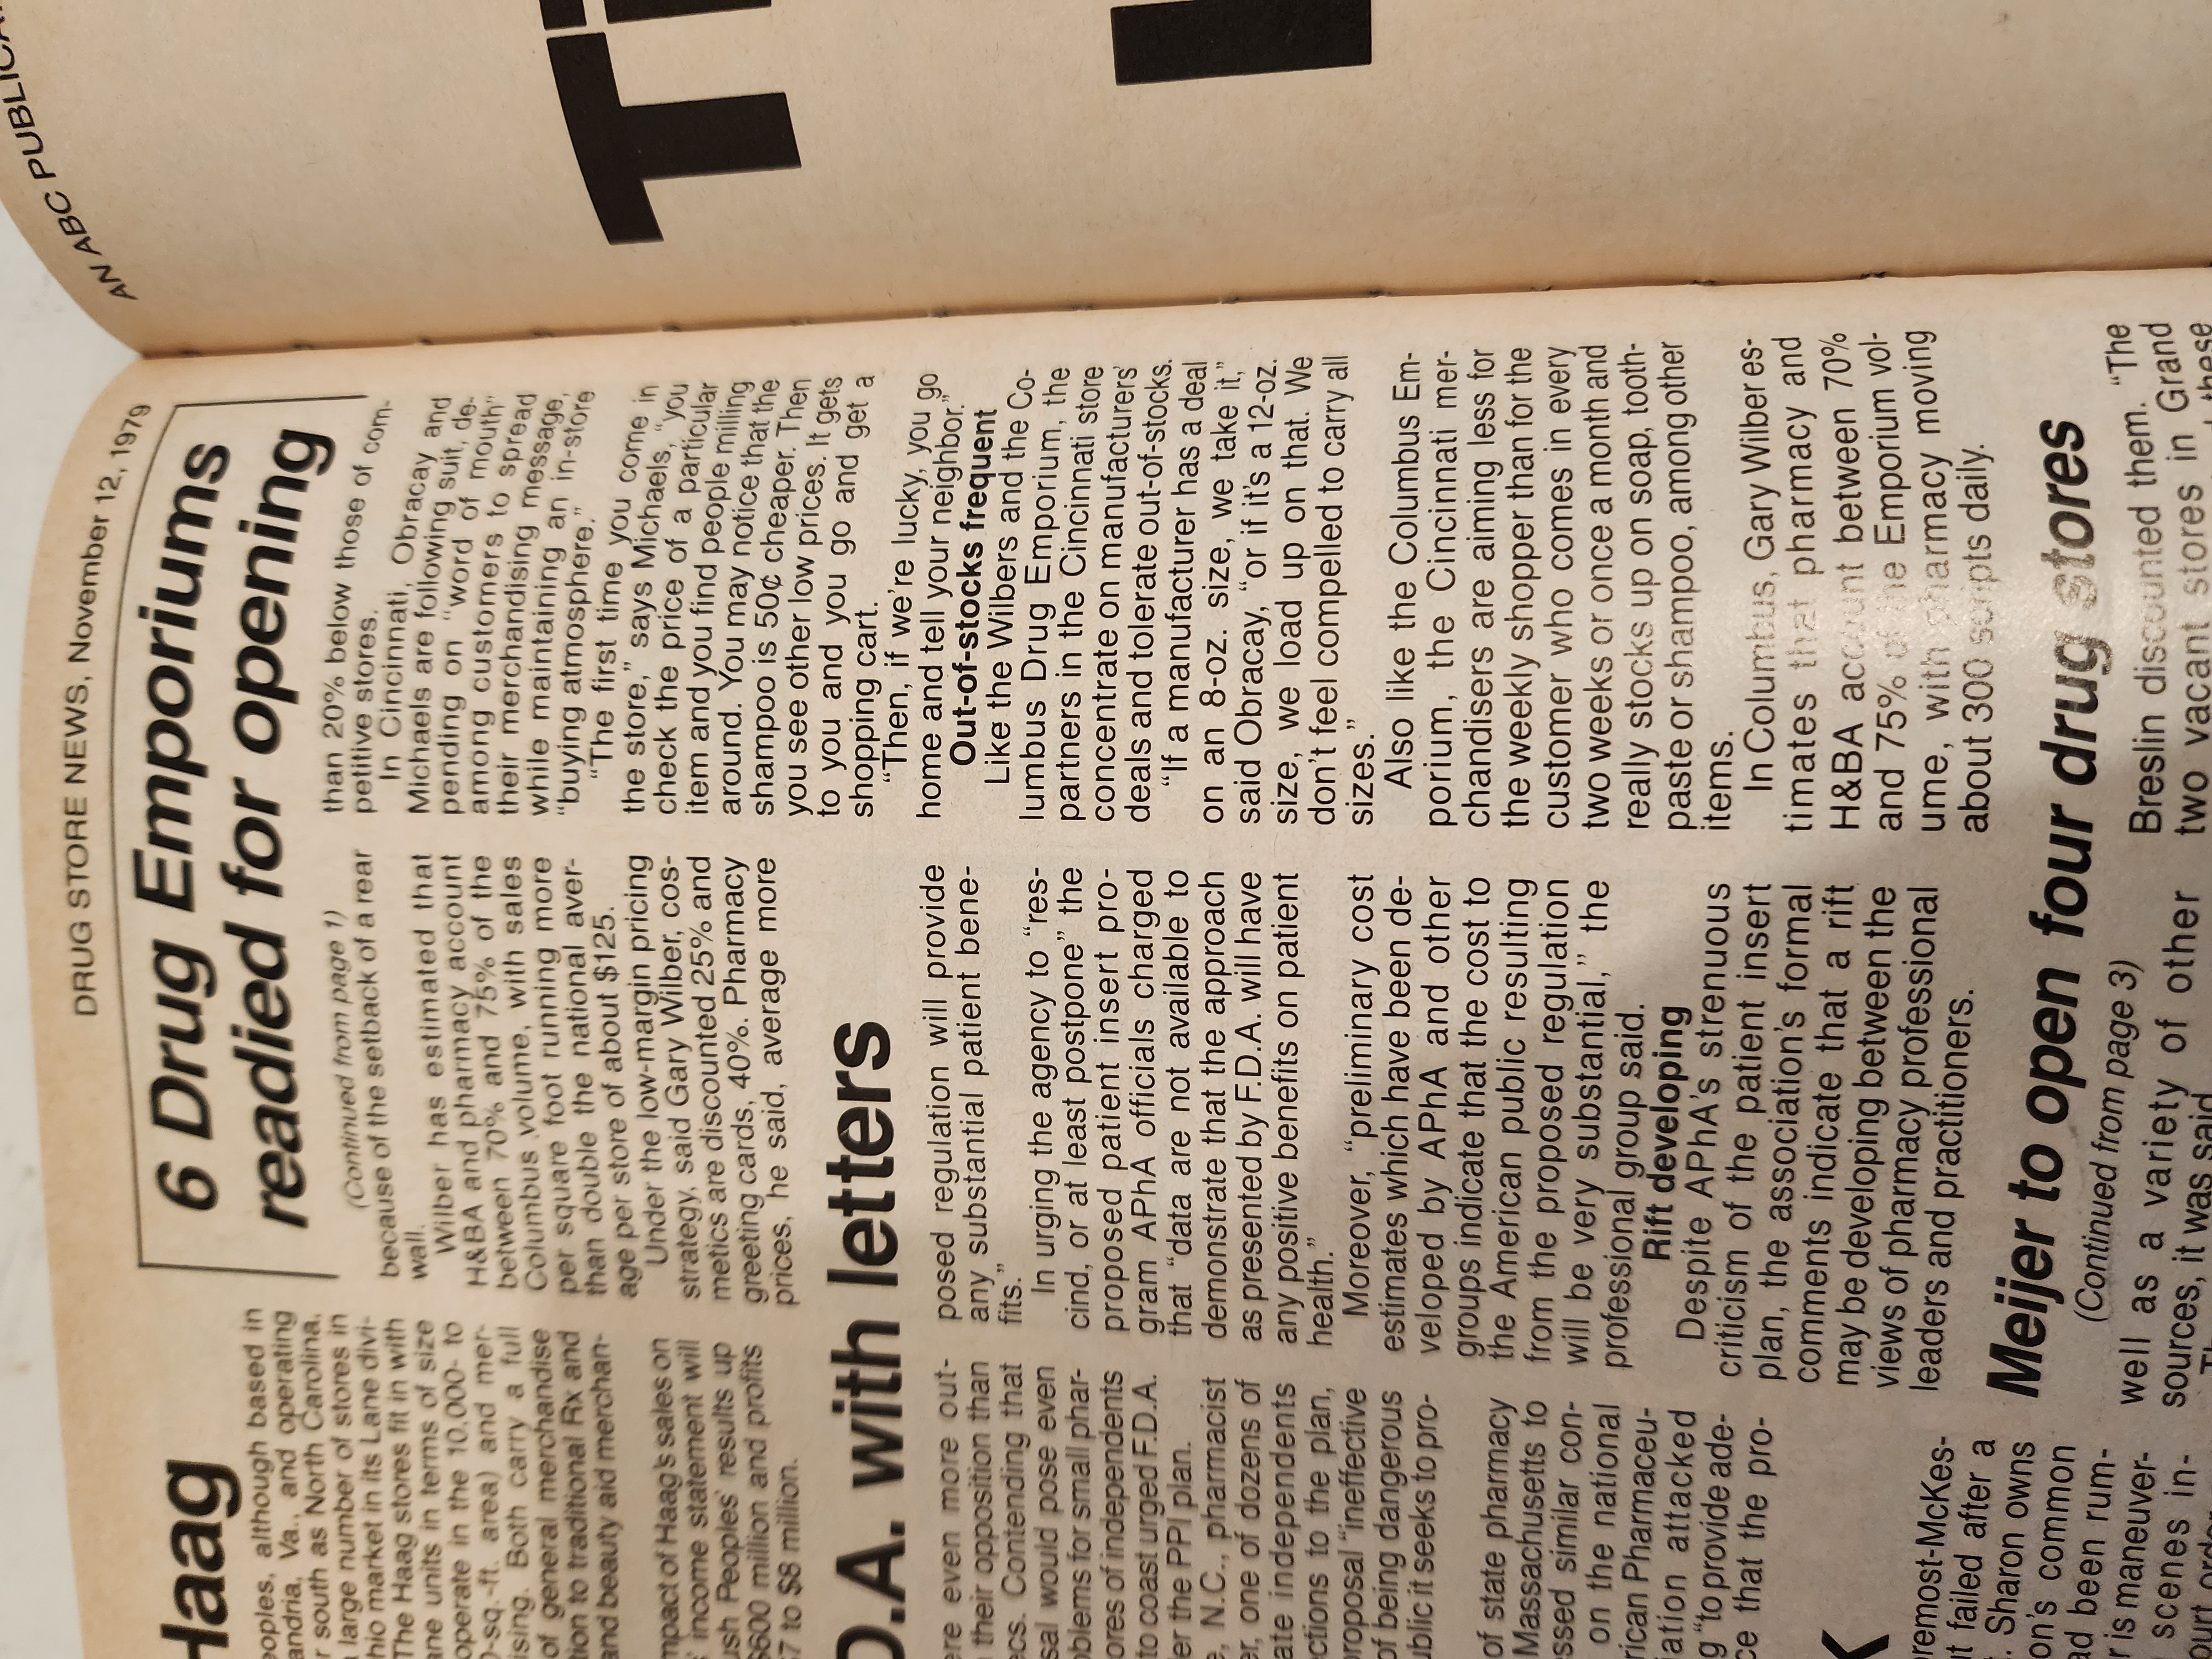 DRUG STORE NEWS, November 12, 1979
AN ABC PUBLICA
Haag
eoples, although based in
andria, Va., and operating
r south as North Carolina,
large number of stores in
hio market in its Lane divi-
The Haag stores fit in with
ane units in terms of size
operate in the 10,000- to
0-sq.-ft. area) and mer-
ising. Both carry a full
of general merchandise
tion to traditional Rx and
and beauty aid merchan-
mpact of Haag's sales on
income statement will
ush Peoples' results up
$600 million and profits
$7 to $8 million.
6 Drug Emporiums
readied for opening
(Continued from page 1)
because of the setback of a rear
wall.
Wilber has estimated that
H&BA and pharmacy account
between 70% and 75% of the
Columbus volume, with sales
per square foot running more
than double the national aver-
age per store of about $125.
Under the low-margin pricing
strategy, said Gary Wilber, cos-
metics are discounted 25% and
greeting cards, 40%. Pharmacy
prices, he said, average more
than 20% below those of com-
petitive stores.
In Cincinnati, Obracay and
Michaels are following suit, de-
pending on "word of mouth"
among customers to spread
their merchandising message,
while maintaining an in-store
"buying atmosphere."
"The first time you come in
the store," says Michaels, "you
check the price of a particular
item and you find people milling
around. You may notice that the
shampoo is 50¢ cheaper. Then
you see other low prices. It gets
to you and you go and get a
shopping cart.
"Then, if we're lucky, you go
home and tell your neighbor."
Out-of-stocks frequent
Like the Wilbers and the Co-
lumbus Drug Emporium, the
partners in the Cincinnati store
concentrate on manufacturers'
deals and tolerate out-of-stocks.
"If a manufacturer has a deal
on an 8-oz. size, we take it,"
said Obracay, "or if it's a 12-oz.
size, we load up on that. We
don't feel compelled to carry all
sizes."
Also like the Columbus Em-
porium, the Cincinnati mer-
chandisers are aiming less for
the weekly shopper than for the
customer who comes in every
two weeks or once a month and
really stocks up on soap, tooth-
paste or shampoo, among other
items.
In Columbus, Gary Wilber es-
timates that pharmacy and
H&BA account between 70%
and 75% of the Emporium vol-
ume, with pharmacy moving
about 300 scripts daily.
D.A. with letters
ere even more out-
their opposition than
ecs. Contending that
sal would pose even
oblems for small phar-
ores of independents
to coast urged F.D.A.
er the PPI plan.
e, N.C., pharmacist
er, one of dozens of
ate independents
ctions to the plan,
proposal "ineffective
of being dangerous
ublic it seeks to pro-
of state pharmacy
Massachusetts to
ssed similar con-
on the national
rican Pharmaceu-
iation attacked
g "to provide ade-
ce that the pro-
posed regulation will provide
any substantial patient bene-
fits."
In urging the agency to "res-
cind, or at least postpone" the
proposed patient insert pro-
gram APhA officials charged
that "data are not available to
demonstrate that the approach
as presented by F.D.A. will have
any positive benefits on patient
health."
Moreover, "preliminary cost
estimates which have been de-
veloped by APhA and other
groups indicate that the cost to
the American public resulting
from the proposed regulation
will be very substantial," the
professional group said.
Rift developing
Despite APhA's strenuous
criticism of the patient insert
plan, the association's formal
comments indicate that a rift
may be developing between the
views of pharmacy professional
leaders and practitioners.
K
remost-McKes-
t failed after a
Sharon owns
on's common
ad been rum-
r is maneuver-
scenes in-
Meijer to open four drug stores
(Continued from page 3)
well as a variety of other
sources, it was said.
Breslin discounted them. "The
two vacant stores in Grand
these